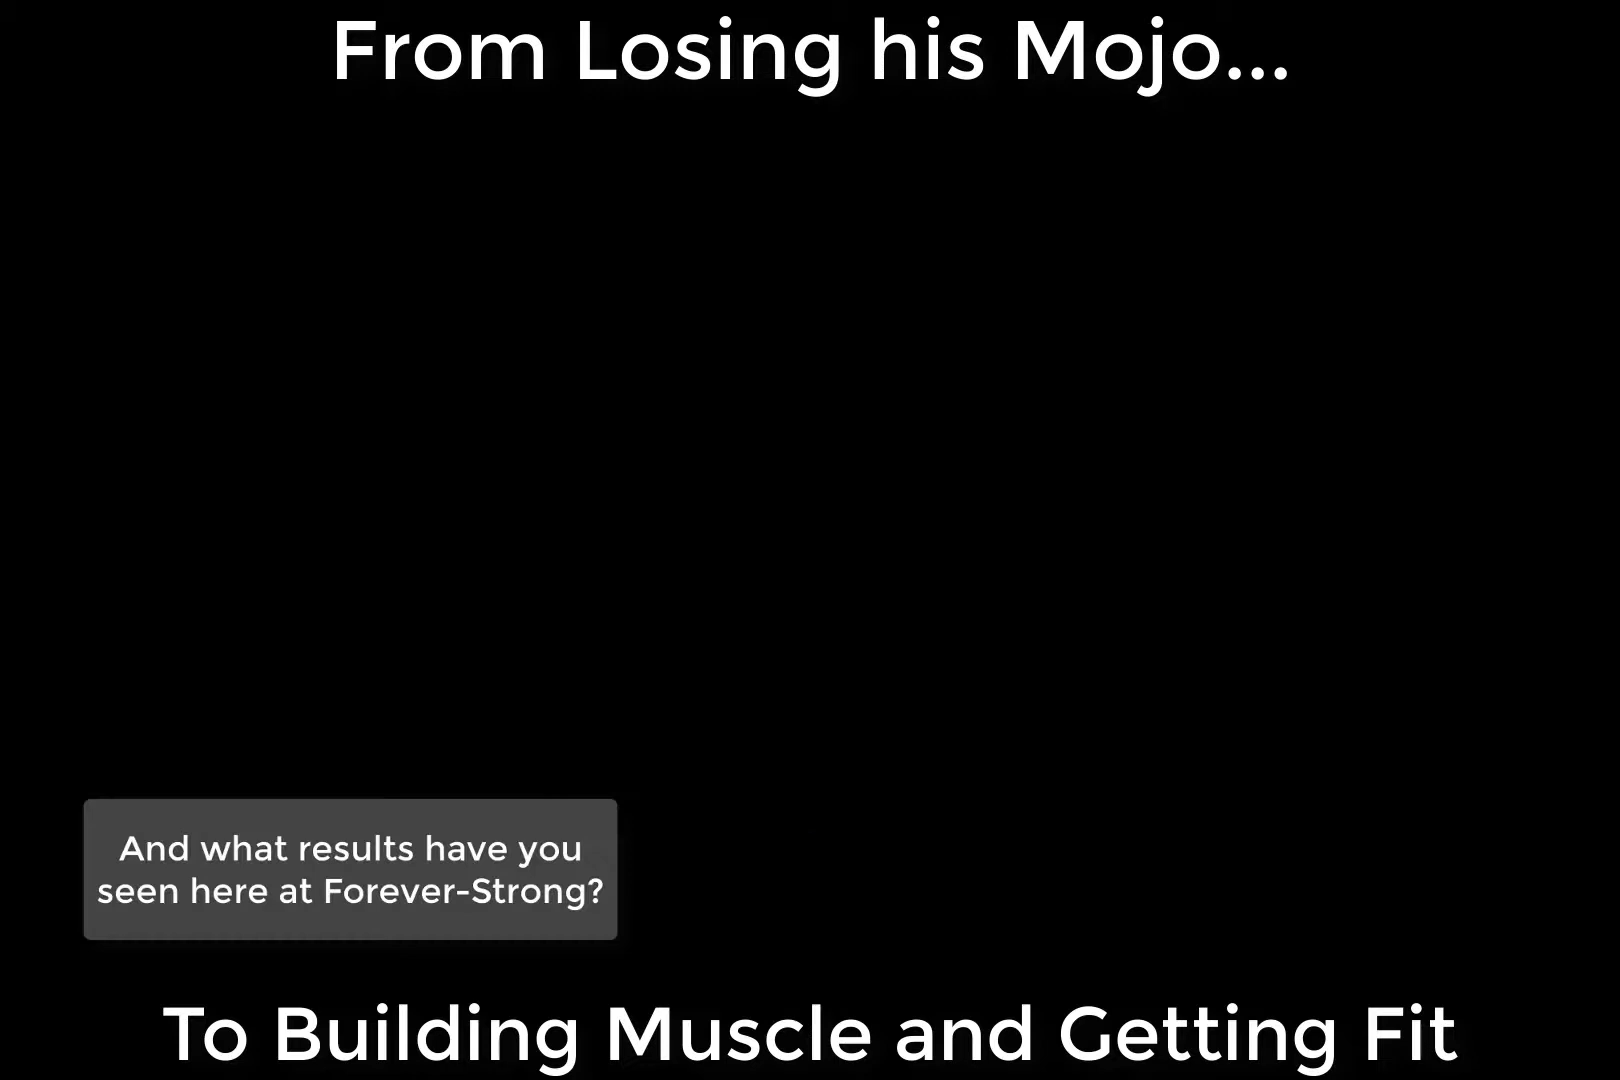 From Losing his Mojo...
And what results have you
seen here at Forever-Strong?
To Building Muscle and Getting Fit